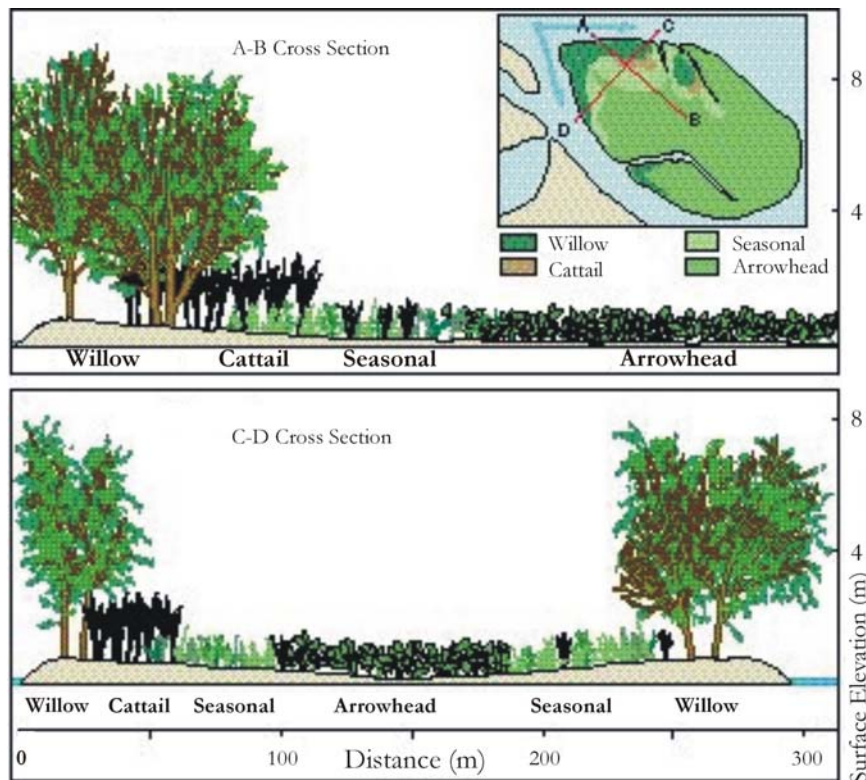 A-B Cross Section
A
C
D
B
Willow
Seasonal
Cattail
Arrowhead
8
4
Willow
Cattail
Seasonal
Arrowhead
C-D Cross Section
8
4
Surface Elevation (m)
Willow
Cattail
Seasonal
Arrowhead
Seasonal
Willow
0
100
Distance (m)
200
300